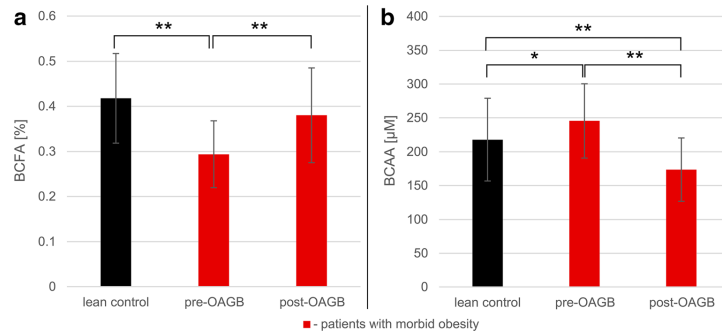 a
BCFA [%]
0.6
0.5
0.4
0.3
0.2
0.1
0
** **
lean control pre-OAGB post-OAGB
b
BCAA [µM]
400
350
300
250
200
150
100
50
0
**
* **
lean control pre-OAGB post-OAGB
- patients with morbid obesity